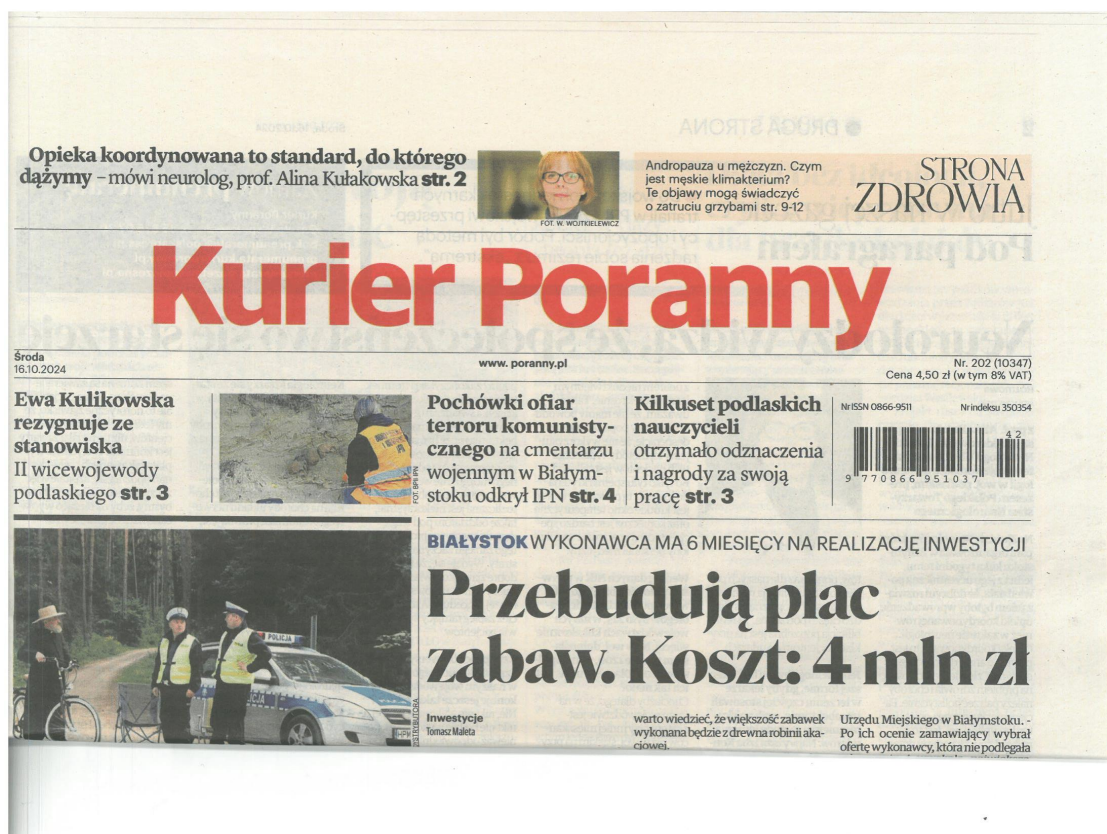 Opieka koordynowana to standard, do którego
dążymy – mówi neurolog, prof. Alina Kułakowska str. 2
FOT. W. WOJTKIELEWICZ
Andropauza u mężczyzn. Czym
jest męskie klimakterium?
Te objawy mogą świadczyć
o zatruciu grzybami str. 9-12
STRONA
ZDROWIA
Kurier Poranny
Środa
16.10.2024
www. poranny.pl
Nr. 202 (10347)
Cena 4,50 zł (w tym 8% VAT)
Ewa Kulikowska
rezygnuje ze
stanowiska
II wicewojewody
podlaskiego str. 3
FOT. BPB IPN
Pochówki ofiar
terroru komunisty-
cznego na cmentarzu
wojennym w Białym-
stoku odkrył IPN str. 4
Kilkuset podlaskich
nauczycieli
otrzymało odznaczenia
i nagrody za swoją
pracę str. 3
Nr ISSN 0866-9511
Nr indeksu 350354
42
9 770866 951037
POLICJA
BIAŁYSTOK WYKONAWCA MA 6 MIESIĘCY NA REALIZACJĘ INWESTYCJI
Przebudują plac
zabaw. Koszt: 4 mln zł
Inwestycje
Tomasz Maleta
warto wiedzieć, że większość zabawek
wykonana będzie z drewna robinii aka-
cjowej.
Urzędu Miejskiego w Białymstoku. -
Po ich ocenie zamawiający wybrał
ofertę wykonawcy, która nie podlegała